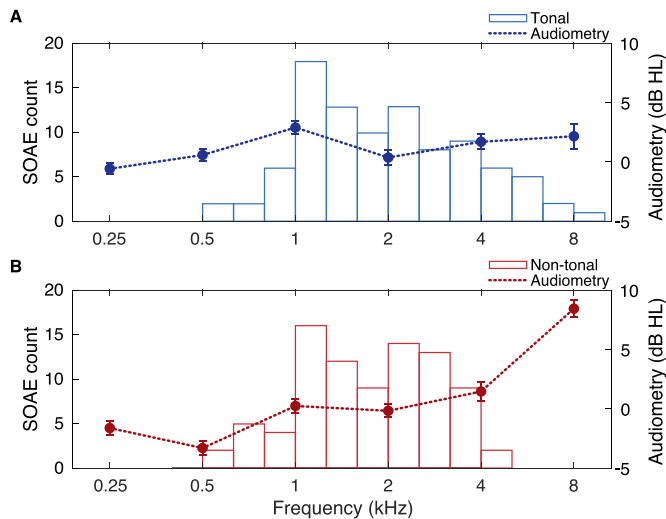 A
Tonal
Audiometry
20
15
10
5
0
SOAE count
10
5
0
-5
Audiometry (dB HL)
0.25 0.5 1 2 4 8
B
Non-tonal
Audiometry
20
15
10
5
0
SOAE count
10
5
0
-5
Audiometry (dB HL)
0.25 0.5 1 2 4 8
Frequency (kHz)